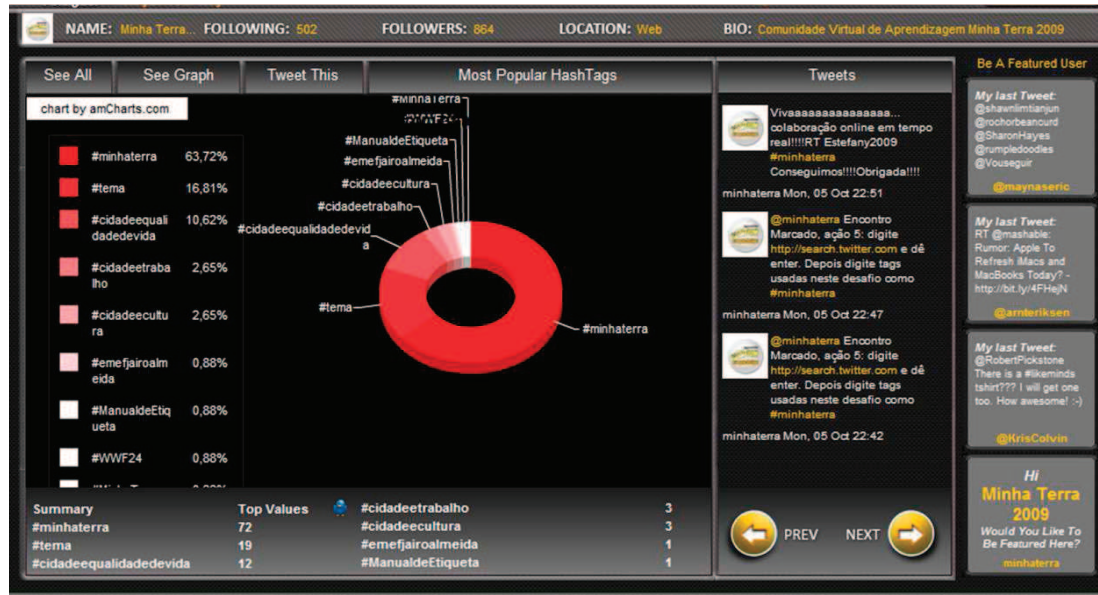 NAME: Minha Terra... FOLLOWING: 502 FOLLOWERS: 864 LOCATION: Web BIO: Comunidade Virtual de Aprendizagem Minha Terra 2009
See All See Graph Tweet This Most Popular HashTags
chart by amCharts.com
#minhaterra 63,72%
#tema 16,81%
#cidadeequali 10,62%
dadedevida
#cidadetraba 2,65%
lho
#cidadeecultu 2,65%
ra
#emefjairoalm 0,88%
eida
#ManualdeEtiq 0,88%
ueta
#WWF24 0,88%
#MinhaTerra
#WWF24
#ManualdeEtiqueta
#emefjairoalmeida
#cidadeecultura
#cidadeetrabalho
#cidadeequalidadedevid
a
#tema
#minhaterra
Summary Top Values
#minhaterra 72
#tema 19
#cidadeequalidadedevida 12
#cidadeetrabalho 3
#cidadeecultura 3
#emefjairoalmeida 1
#ManualdeEtiqueta 1
Tweets
Vivaaaaaaaaaaaaaaa...
colaboração online em tempo
real!!!!RT Estefany2009
#minhaterra
Conseguimos!!!!Obrigada!!!!
minhaterra Mon, 05 Oct 22:51
@minhaterra Encontro
Marcado, ação 5: digite
http://search.twitter.com e dê
enter. Depois digite tags
usadas neste desafio como
#minhaterra
minhaterra Mon, 05 Oct 22:47
@minhaterra Encontro
Marcado, ação 5: digite
http://search.twitter.com e dê
enter. Depois digite tags
usadas neste desafio como
#minhaterra
minhaterra Mon, 05 Oct 22:42
PREV NEXT
Be A Featured User
My last Tweet:
@shawnlimtianjun
@rochorbeancurd
@SharonHayes
@rumpledoodles
@Vouseguir
@maynaseric
My last Tweet:
RT @mashable:
Rumor: Apple To
Refresh iMacs and
MacBooks Today? -
http://bit.ly/4FHejN
@arnteriksen
My last Tweet:
@RobertPickstone
There is a #likeminds
tshirt??? I will get one
too. How awesome! :-)
@KrisColvin
Hi
Minha Terra
2009
Would You Like To
Be Featured Here?
minhaterra